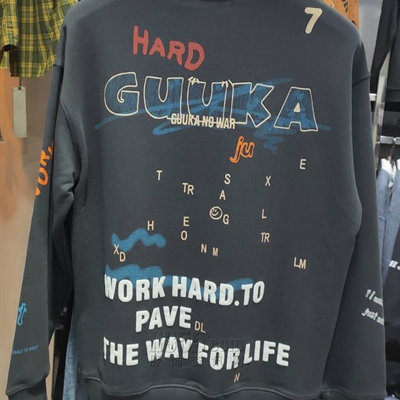 7
HARD
GUUKA
GUUKA NO WAR
fu
E
T S X
TR A
S G L
H E TR
O
XD N M LM
WORK HARD.TO
PAVE DL
THE WAY FOR LIFE
N